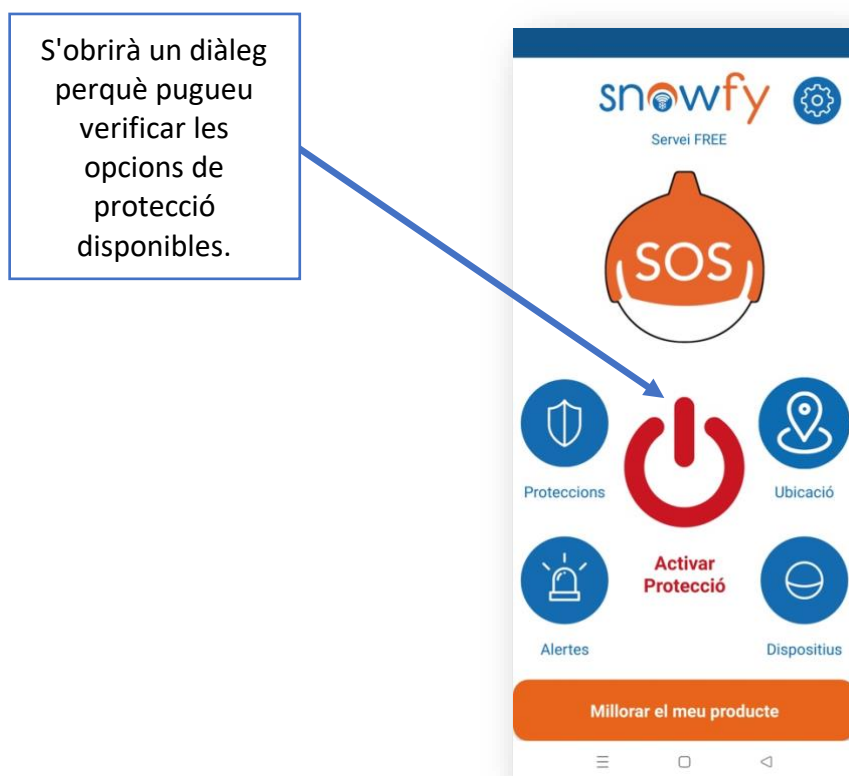 S'obrirà un diàleg
perquè pugueu
verificar les
opcions de
protecció
disponibles.
snowfy
Servei FREE
SOS
Proteccions
Ubicació
Activar
Protecció
Alertes
Dispositius
Millorar el meu producte